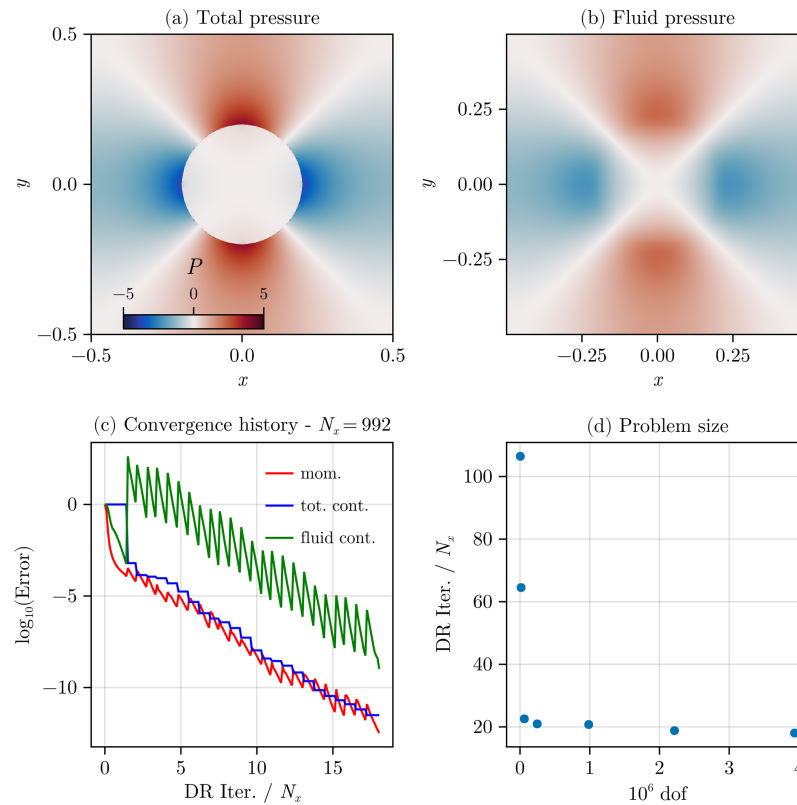 (a) Total pressure
(b) Fluid pressure
0.5
0.0
−0.5
y
P
−5 0 5
−0.5 0.0 0.5
x
0.25
0.00
−0.25
y
−0.25 0.00 0.25
x
(c) Convergence history - Nx = 992
mom.
tot. cont.
fluid cont.
0
−5
−10
log10(Error)
0 5 10 15
DR Iter. / Nx
(d) Problem size
100
80
60
40
20
DR Iter. / Nx
0 1 2 3
10⁶ dof